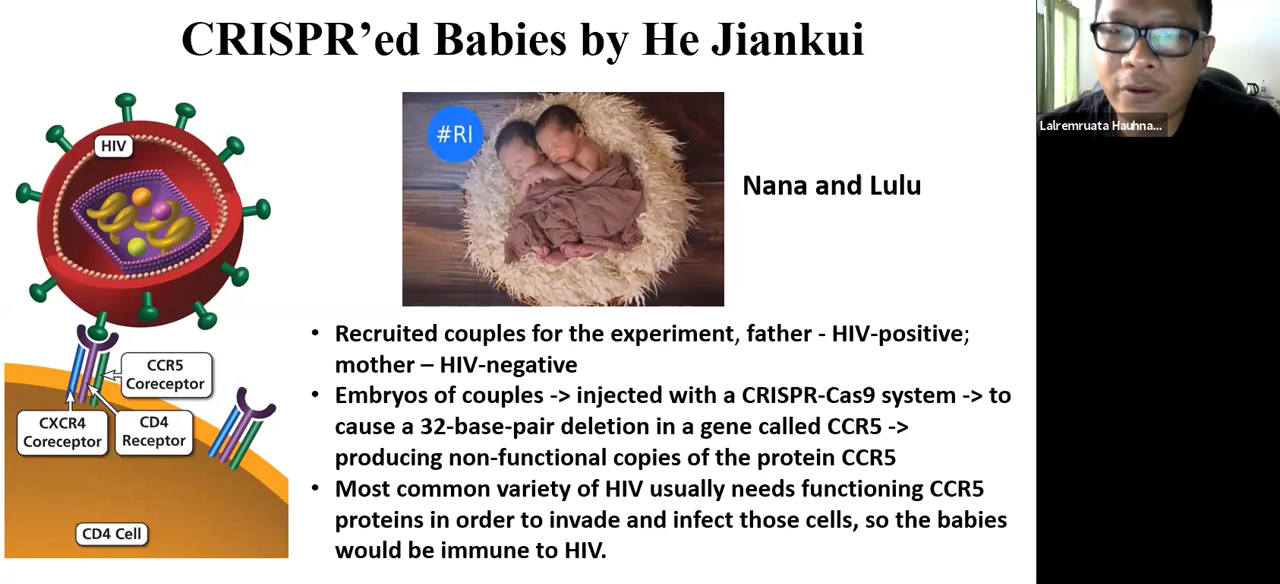 CRISPR’ed Babies by He Jiankui
HIV
#RI
Nana and Lulu
Lalremruata Hauhna...
CCR5
Coreceptor
CXCR4
Coreceptor
CD4
Receptor
CD4 Cell
• Recruited couples for the experiment, father - HIV-positive;
mother – HIV-negative
• Embryos of couples -> injected with a CRISPR-Cas9 system -> to
cause a 32-base-pair deletion in a gene called CCR5 ->
producing non-functional copies of the protein CCR5
• Most common variety of HIV usually needs functioning CCR5
proteins in order to invade and infect those cells, so the babies
would be immune to HIV.